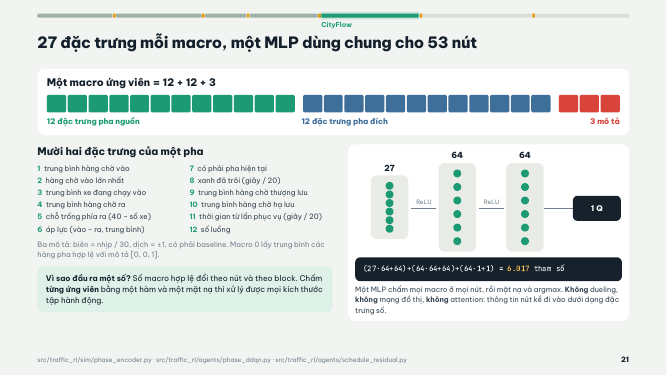 CityFlow
27 đặc trưng mỗi macro, một MLP dùng chung cho 53 nút
Một macro ứng viên = 12 + 12 + 3
12 đặc trưng pha nguồn
12 đặc trưng pha đích
3 mô tả
Mười hai đặc trưng của một pha
1 trung bình hàng chờ vào
2 hàng chờ vào lớn nhất
3 trung bình xe đang chạy vào
4 trung bình hàng chờ ra
5 chỗ trống phía ra (40 − số xe)
6 áp lực (vào − ra, trung bình)
7 có phải pha hiện tại
8 xanh đã trôi (giây / 20)
9 trung bình hàng chờ thượng lưu
10 trung bình hàng chờ hạ lưu
11 thời gian từ lần phục vụ (giây / 20)
12 số luồng
Ba mô tả: biên = nhịp / 30, dịch = ±1, có phải baseline. Macro 0 lấy trung bình các
hàng pha hợp lệ với mô tả [0, 0, 1].
Vì sao đầu ra một số? Số macro hợp lệ đổi theo nút và theo block. Chấm
từng ứng viên bằng một hàm và một mặt nạ thì xử lý được mọi kích thước
tập hành động.
27
64
64
ReLU
ReLU
1 Q
(27·64+64)+(64·64+64)+(64·1+1) = 6.017 tham số
Một MLP chấm mọi macro ở mọi nút, rồi mặt nạ và argmax. Không dueling,
không mạng đồ thị, không attention: thông tin nút kề đi vào dưới dạng đặc
trưng số.
src/traffic_rl/sim/phase_encoder.py · src/traffic_rl/agents/phase_ddqn.py · src/traffic_rl/agents/schedule_residual.py
21